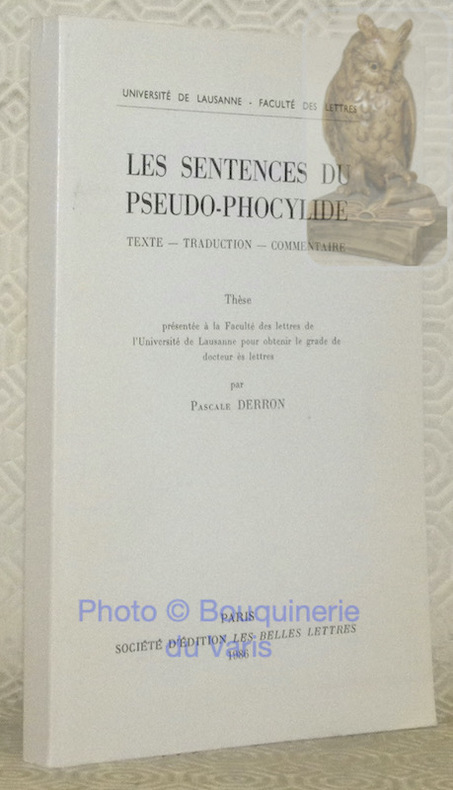 UNIVERSITÉ DE LAUSANNE - FACULTÉ DES LETTRES
LES SENTENCES DU
PSEUDO-PHOCYLIDE
TEXTE — TRADUCTION — COMMENTAIRE
Thèse
présentée à la Faculté des lettres de
l'Université de Lausanne pour obtenir le grade de
docteur ès lettres
par
PASCALE DERRON
Photo © Bouquinerie
du Varis
PARIS
SOCIÉTÉ D'ÉDITION LES BELLES LETTRES
1986